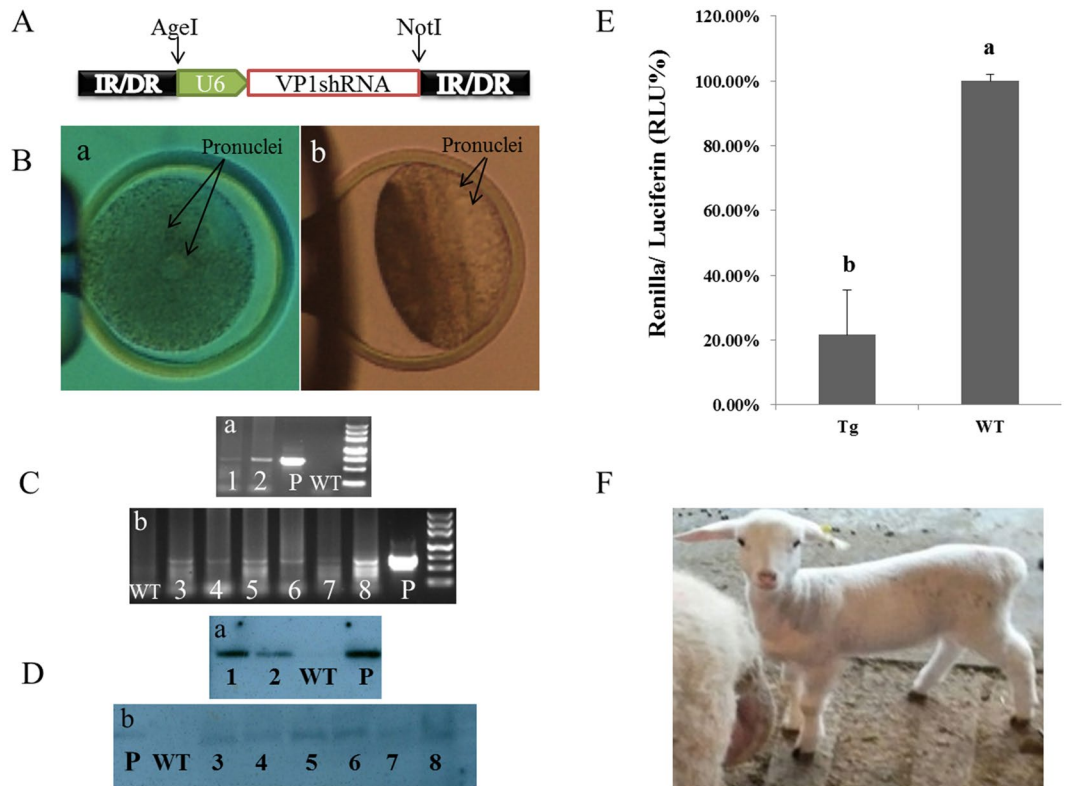 A
AgeI
NotI
IR/DR
U6
VP1shRNA
IR/DR
B
a
Pronuclei
b
Pronuclei
C
a
1 2 P WT
b
WT 3 4 5 6 7 8 P
D
a
1 2 WT P
b
P WT 3 4 5 6 7 8
E
Renilla/ Luciferin (RLU%)
120.00%
100.00%
80.00%
60.00%
40.00%
20.00%
0.00%
b
a
Tg
WT
F